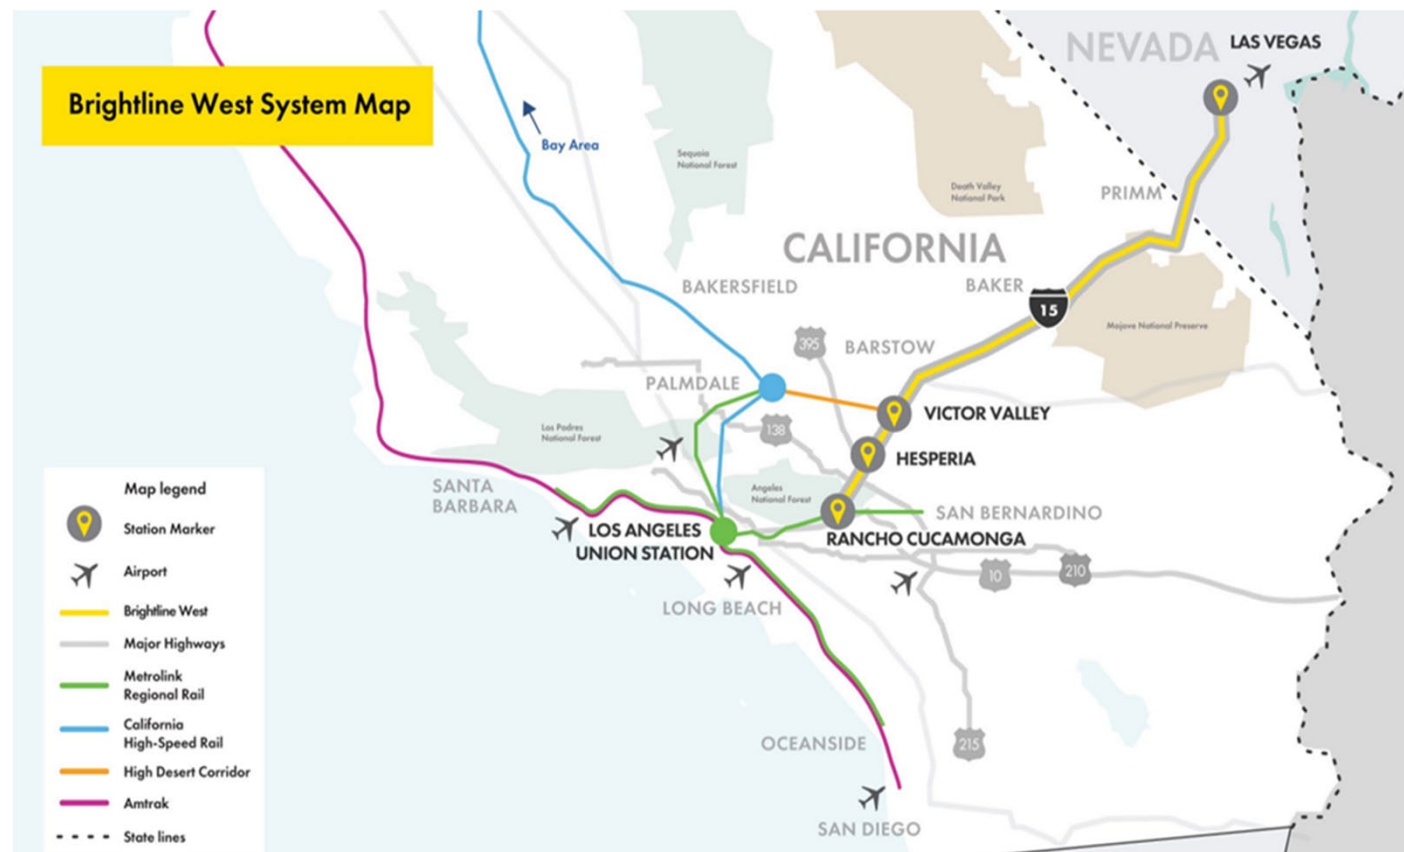 NEVADA
LAS VEGAS
Brightline West System Map
Bay Area
Sequoia
National Forest
Death Valley
National Park
PRIMM
CALIFORNIA
BAKERSFIELD
BAKER
15
Mojave National Preserve
395
BARSTOW
PALMDALE
VICTOR VALLEY
138
Los Padres
National Forest
HESPERIA
SANTA
BARBARA
Angeles
National Forest
SAN BERNARDINO
LOS ANGELES
UNION STATION
RANCHO CUCAMONGA
10
210
LONG BEACH
OCEANSIDE
215
SAN DIEGO
Map legend
Station Marker
Airport
Brightline West
Major Highways
Metrolink
Regional Rail
California
High-Speed Rail
High Desert Corridor
Amtrak
State lines